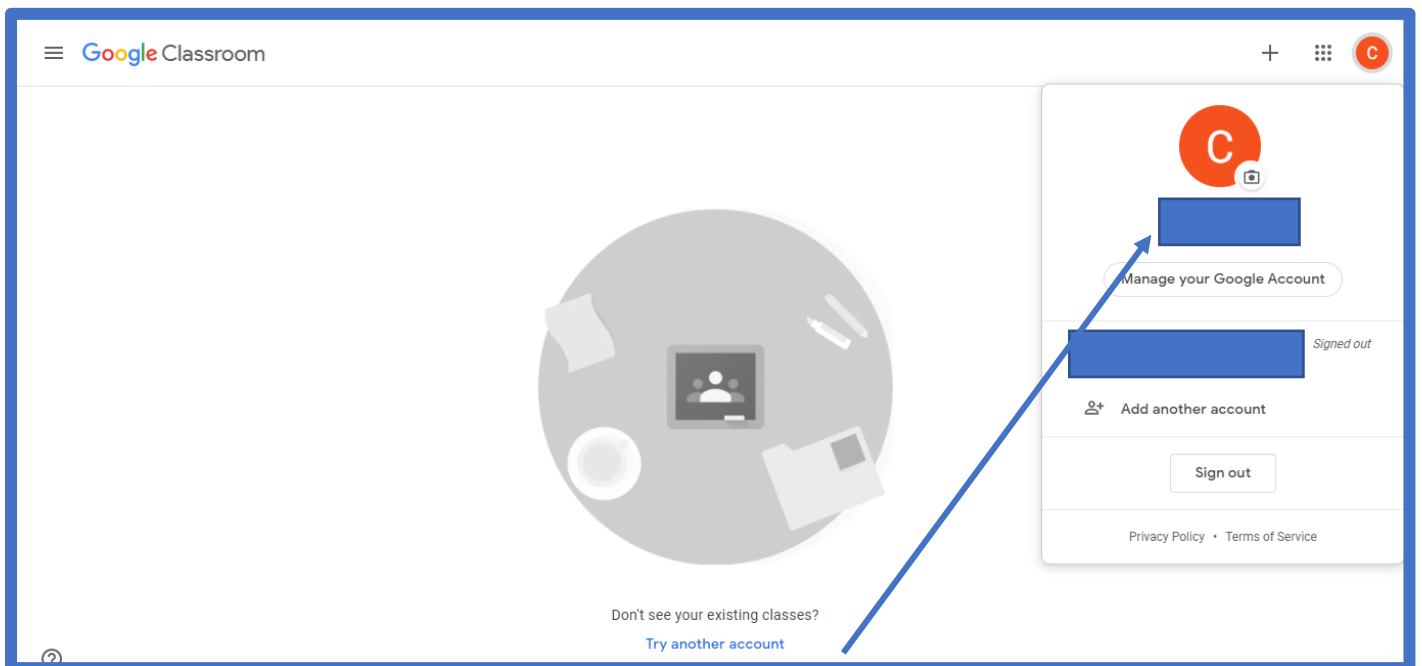 Google Classroom
C
C
Manage your Google Account
Signed out
Add another account
Sign out
Privacy Policy • Terms of Service
Don't see your existing classes?
Try another account